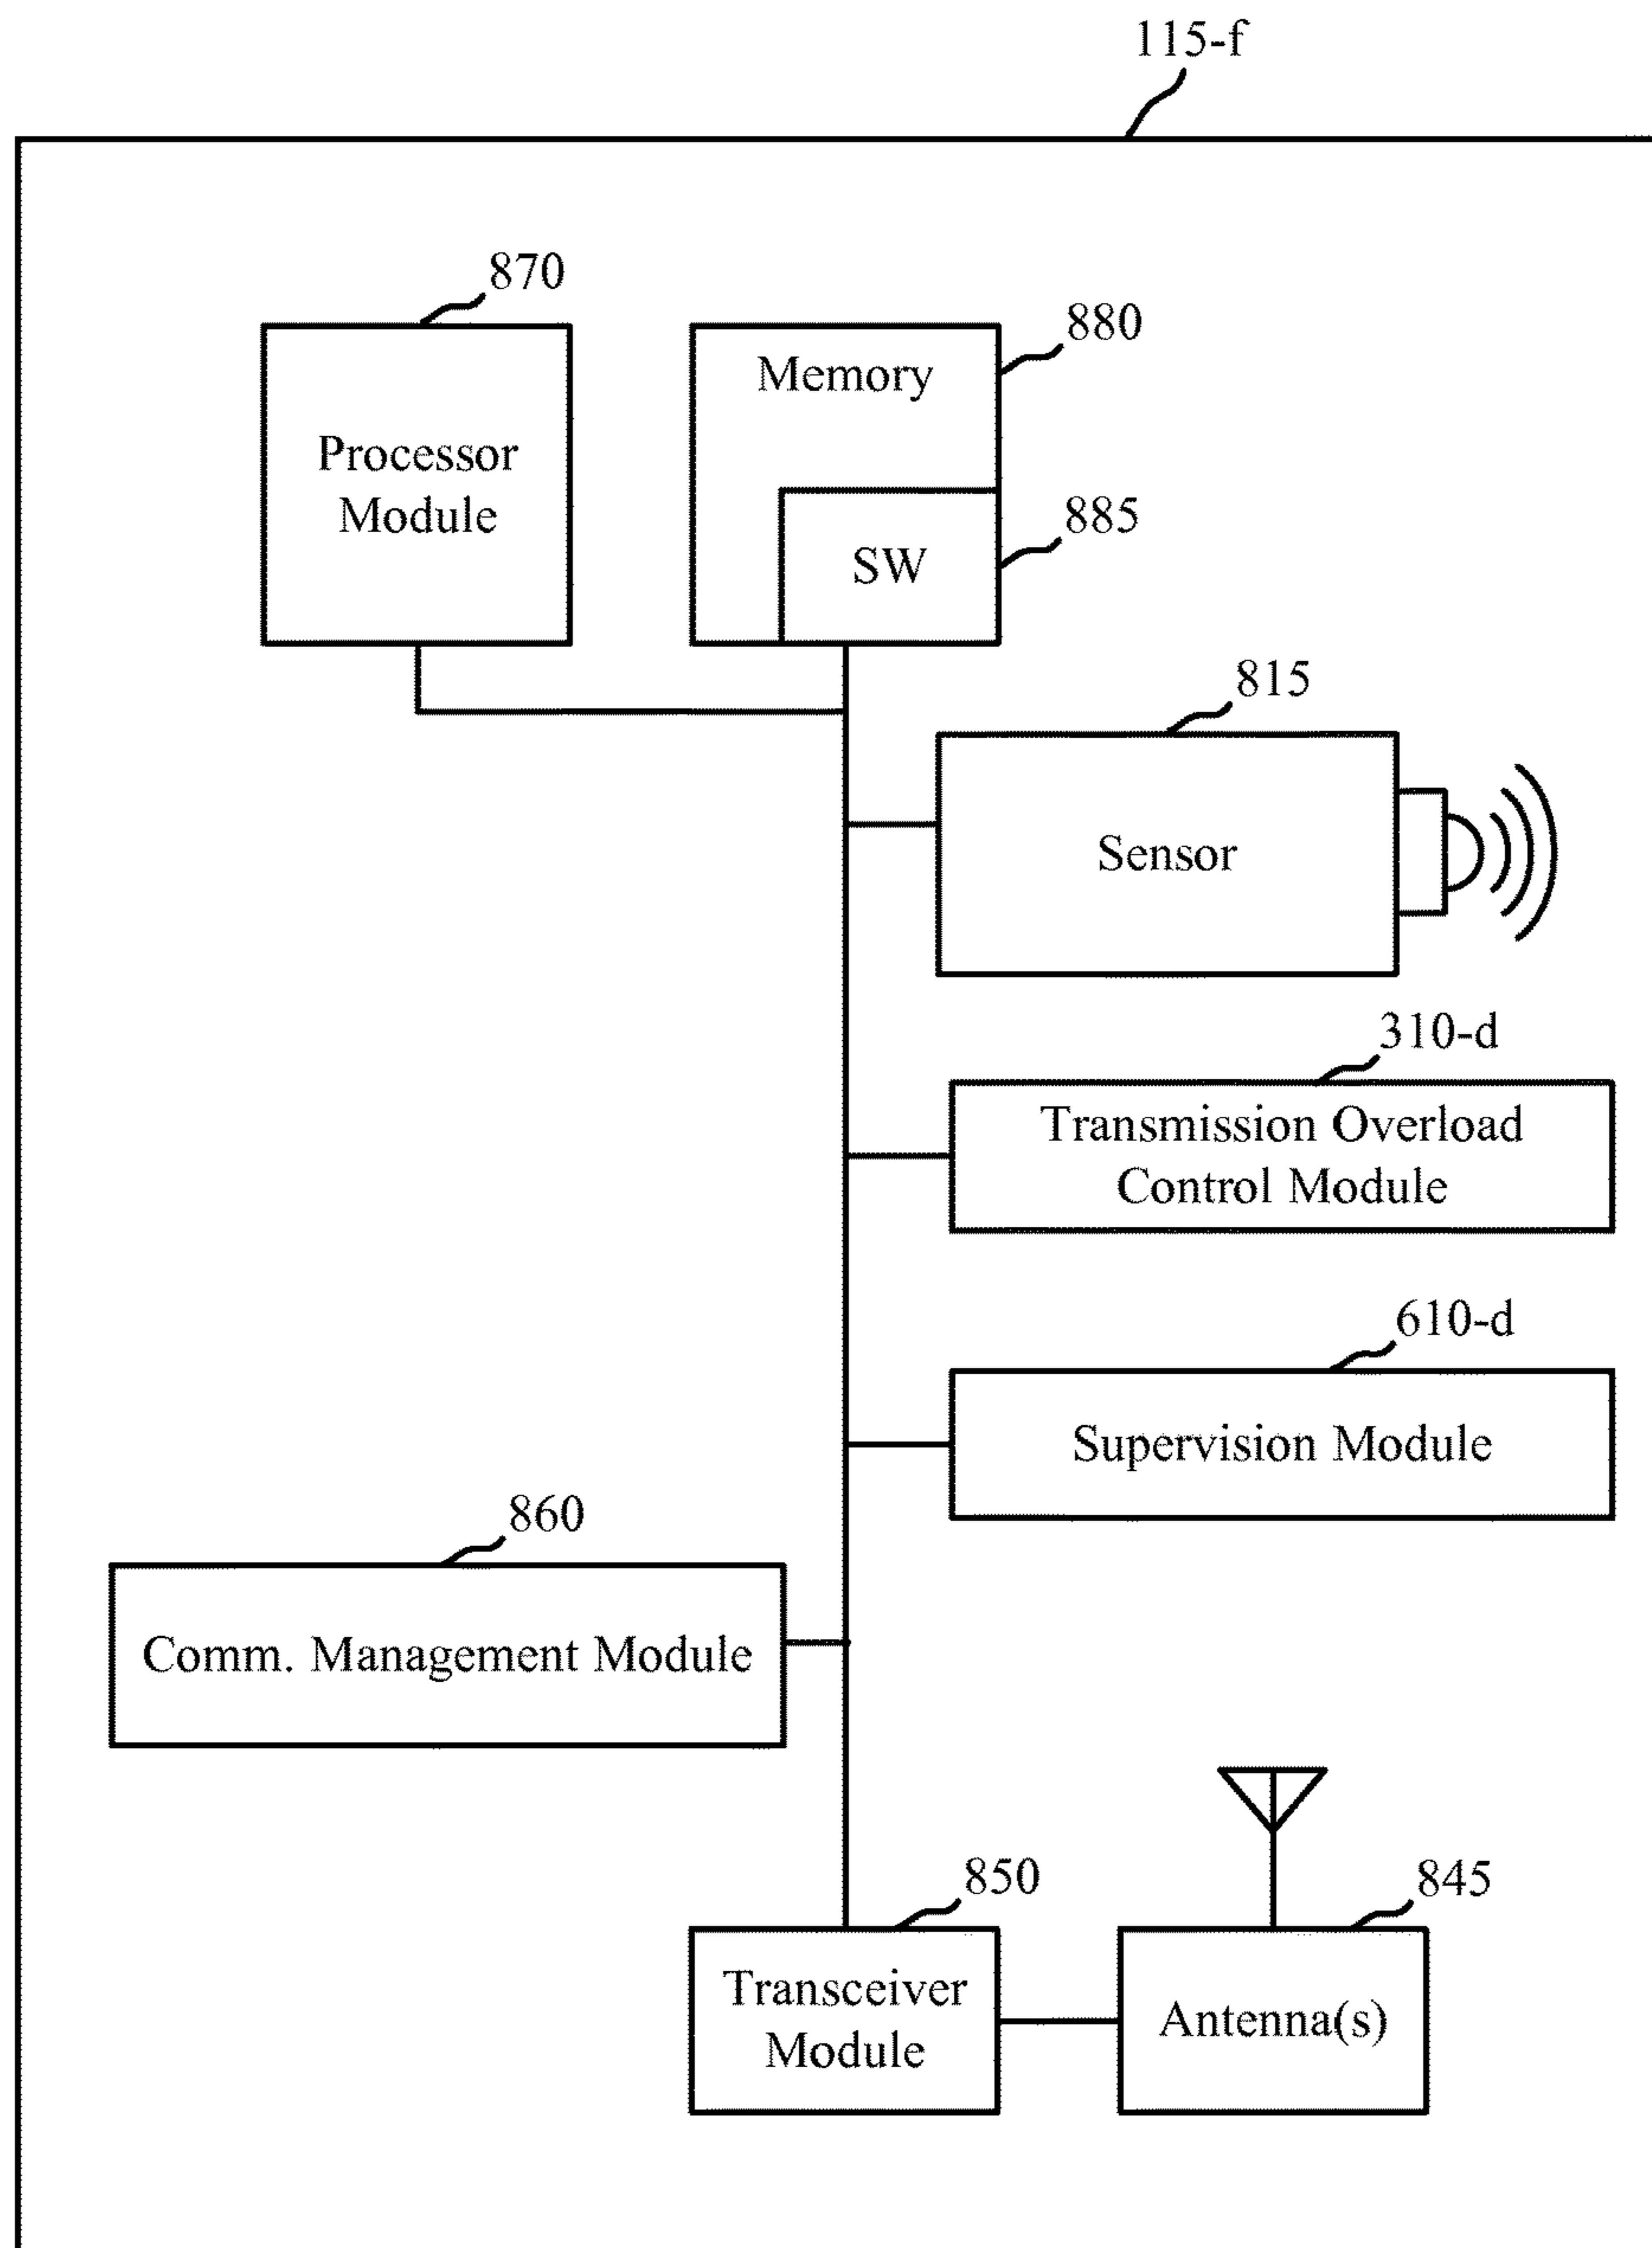 115-f
870
880
Memory
Processor
Module
885
SW
815
Sensor
310-d
Transmission Overload
Control Module
610-d
Supervision Module
860
Comm. Management Module
850
845
Transceiver
Module
Antenna(s)